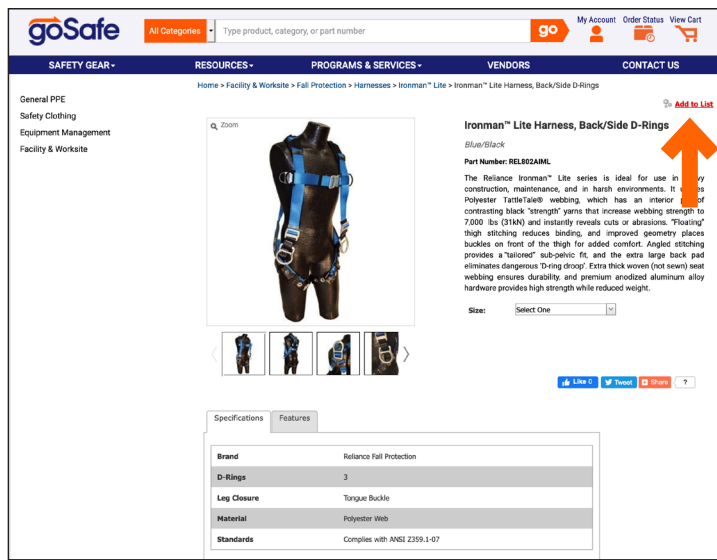 goSafe
All Categories
Type product, category, or part number
go
My Account Order Status View Cart
SAFETY GEAR RESOURCES PROGRAMS & SERVICES VENDORS CONTACT US
Home > Facility & Worksite > Fall Protection > Harnesses > Ironman™ Lite > Ironman™ Lite Harness, Back/Side D-Rings
General PPE
Safety Clothing
Equipment Management
Facility & Worksite
Add to List
Zoom
Ironman™ Lite Harness, Back/Side D-Rings
Blue/Black
Part Number: REL802AIML
The Reliance Ironman™ Lite series is ideal for use in
construction, maintenance, and in harsh environments. It
Polyester TattleTale® webbing, which has an interior of
contrasting black "strength" yarns that increase webbing strength to
7,000 lbs (31kN) and instantly reveals cuts or abrasions. "Floating"
thigh stitching reduces binding, and improved geometry places
buckles on front of the thigh for added comfort. Angled stitching
provides a "tailored" sub-pelvic fit, and the extra large back pad
eliminates dangerous 'D-ring droop'. Extra thick woven (not sewn) seat
webbing ensures durability, and premium anodized aluminum alloy
hardware provides high strength while reduced weight.
Size: Select One
Like 0 Tweet Share ?
Specifications Features
Brand Reliance Fall Protection
D-Rings 3
Leg Closure Tongue Buckle
Material Polyester Web
Standards Complies with ANSI Z359.1-07